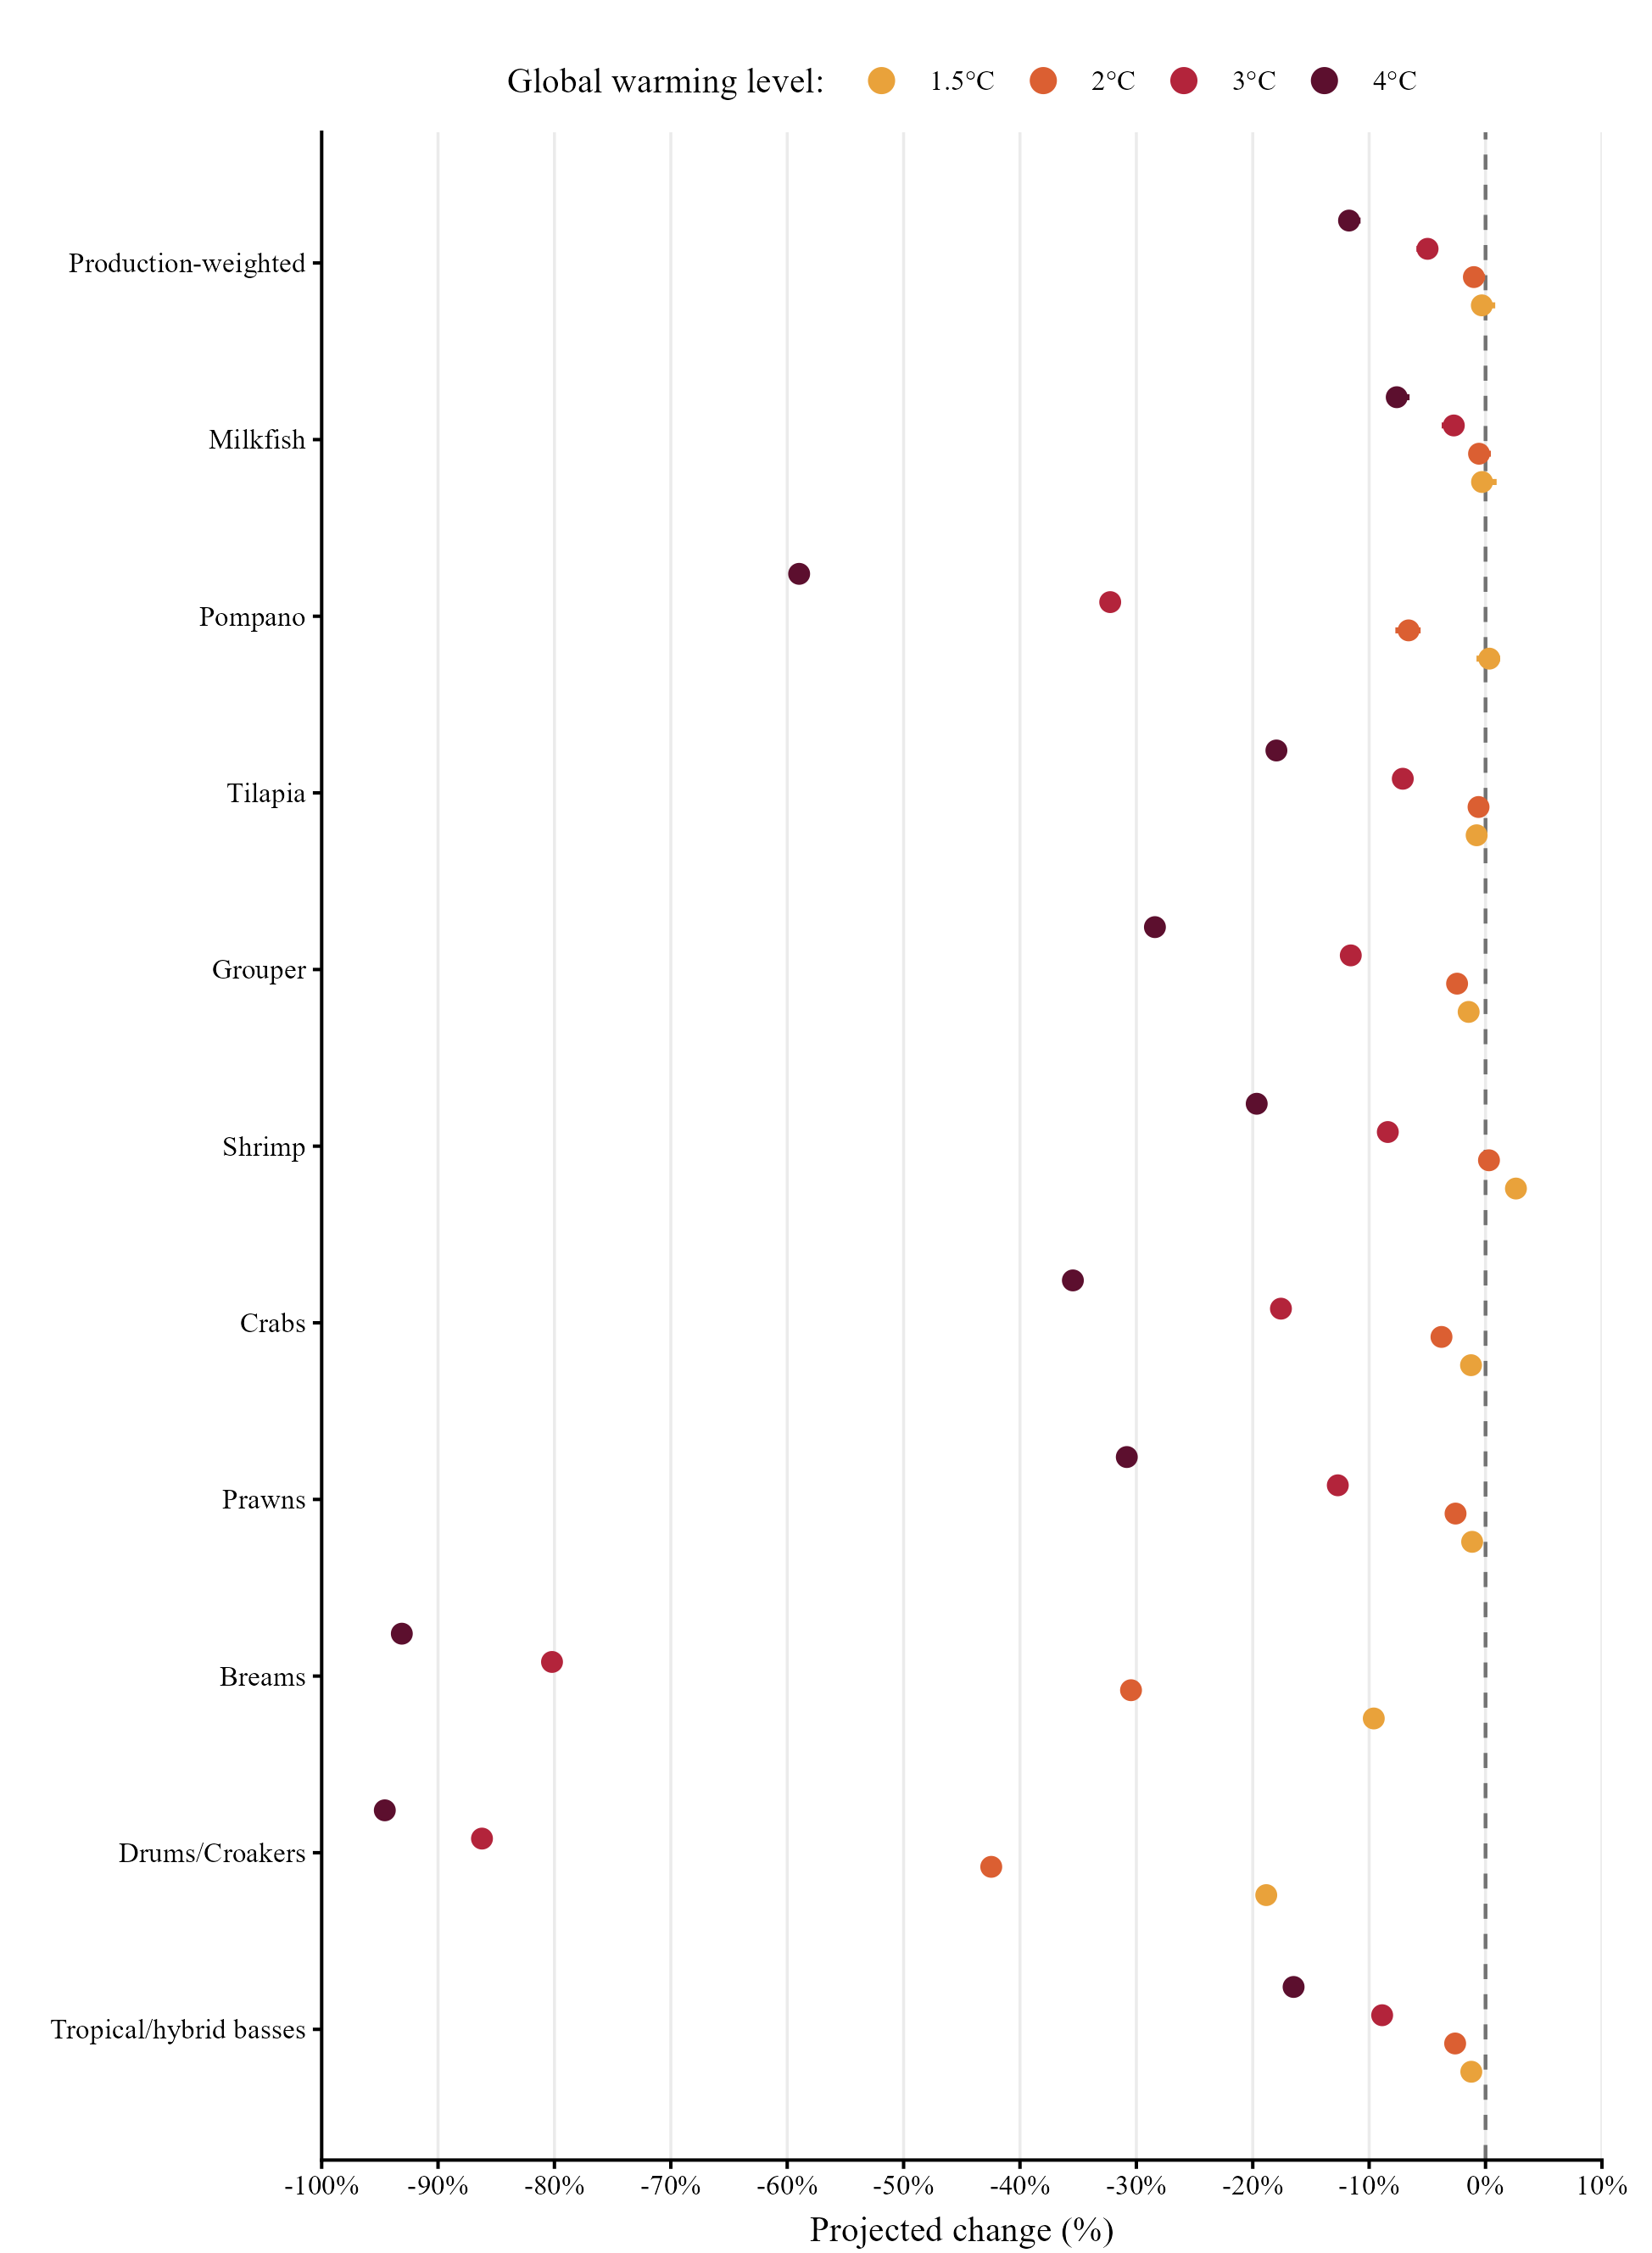 Global warming level: 1.5°C 2°C 3°C 4°C
Production-weighted
Milkfish
Pompano
Tilapia
Grouper
Shrimp
Crabs
Prawns
Breams
Drums/Croakers
Tropical/hybrid basses
-100% -90% -80% -70% -60% -50% -40% -30% -20% -10% 0% 10%
Projected change (%)